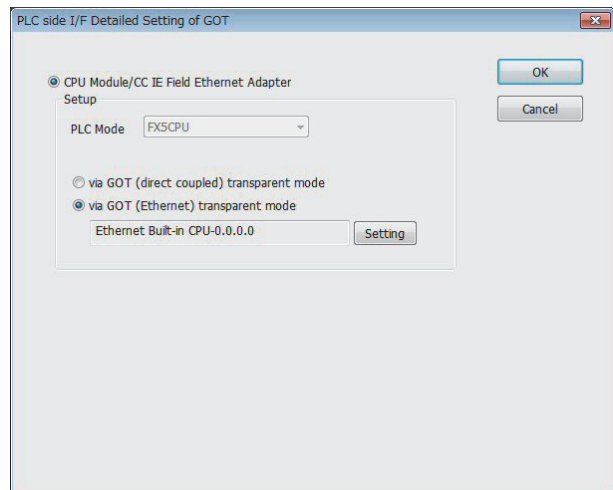 PLC side I/F Detailed Setting of GOT
CPU Module/CC IE Field Ethernet Adapter
OK
Setup
Cancel
PLC Mode FX5CPU
via GOT (direct coupled) transparent mode
via GOT (Ethernet) transparent mode
Ethernet Built-in CPU-0.0.0.0 Setting